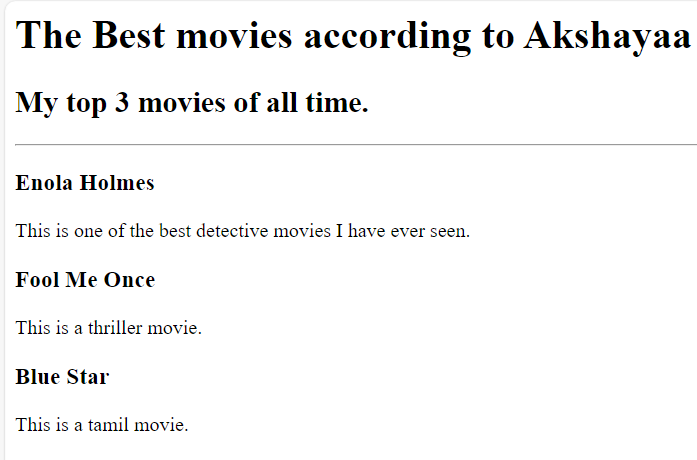 The Best movies according to Akshayaa
My top 3 movies of all time.
Enola Holmes
This is one of the best detective movies I have ever seen.
Fool Me Once
This is a thriller movie.
Blue Star
This is a tamil movie.